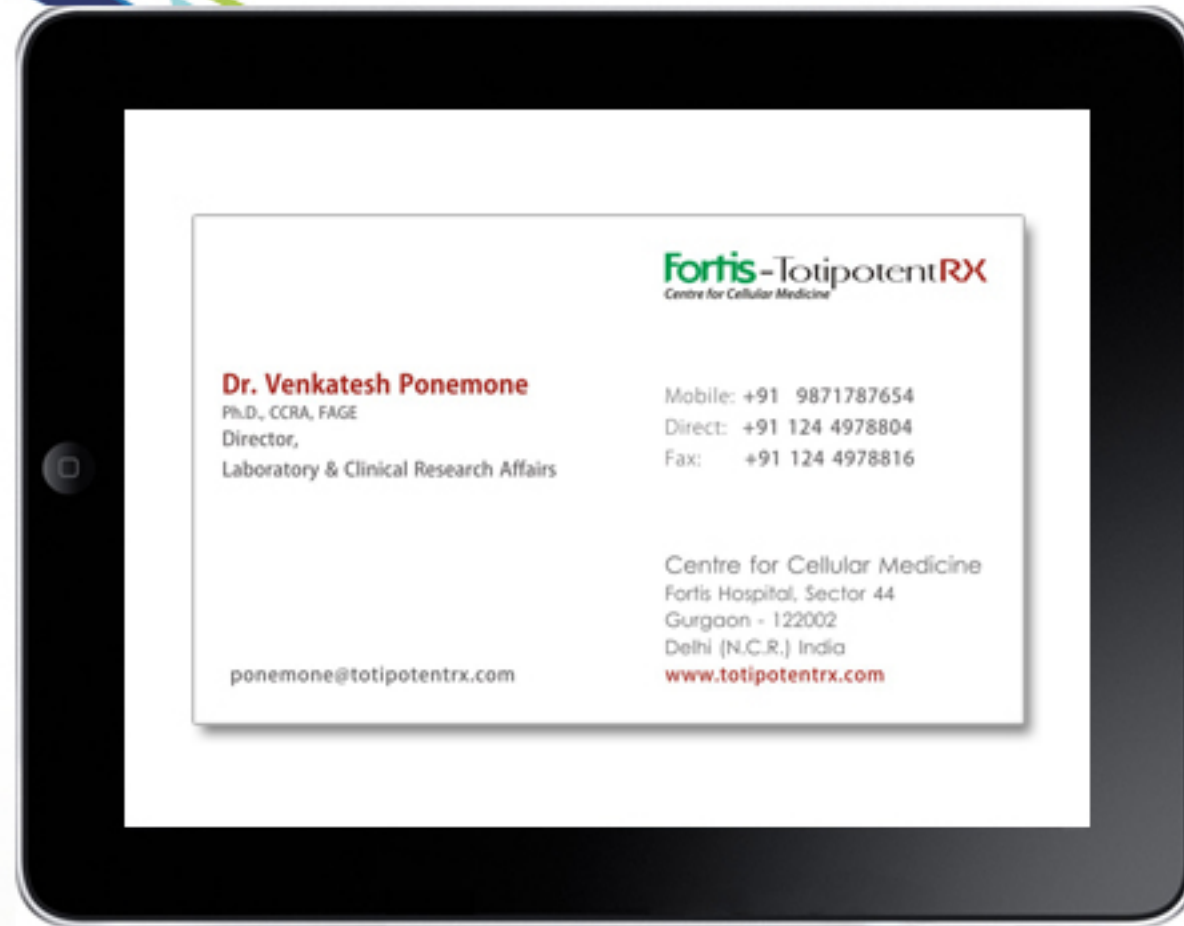 Fortis-TotipotentRX
Centre for Cellular Medicine
Dr. Venkatesh Ponemone
Ph.D., CCRA, FAGE
Director,
Laboratory & Clinical Research Affairs
Mobile: +91 9871787654
Direct: +91 124 4978804
Fax: +91 124 4978816
Centre for Cellular Medicine
Fortis Hospital, Sector 44
Gurgaon - 122002
Delhi (N.C.R.) India
ponemone@totipotentrx.com
www.totipotentrx.com